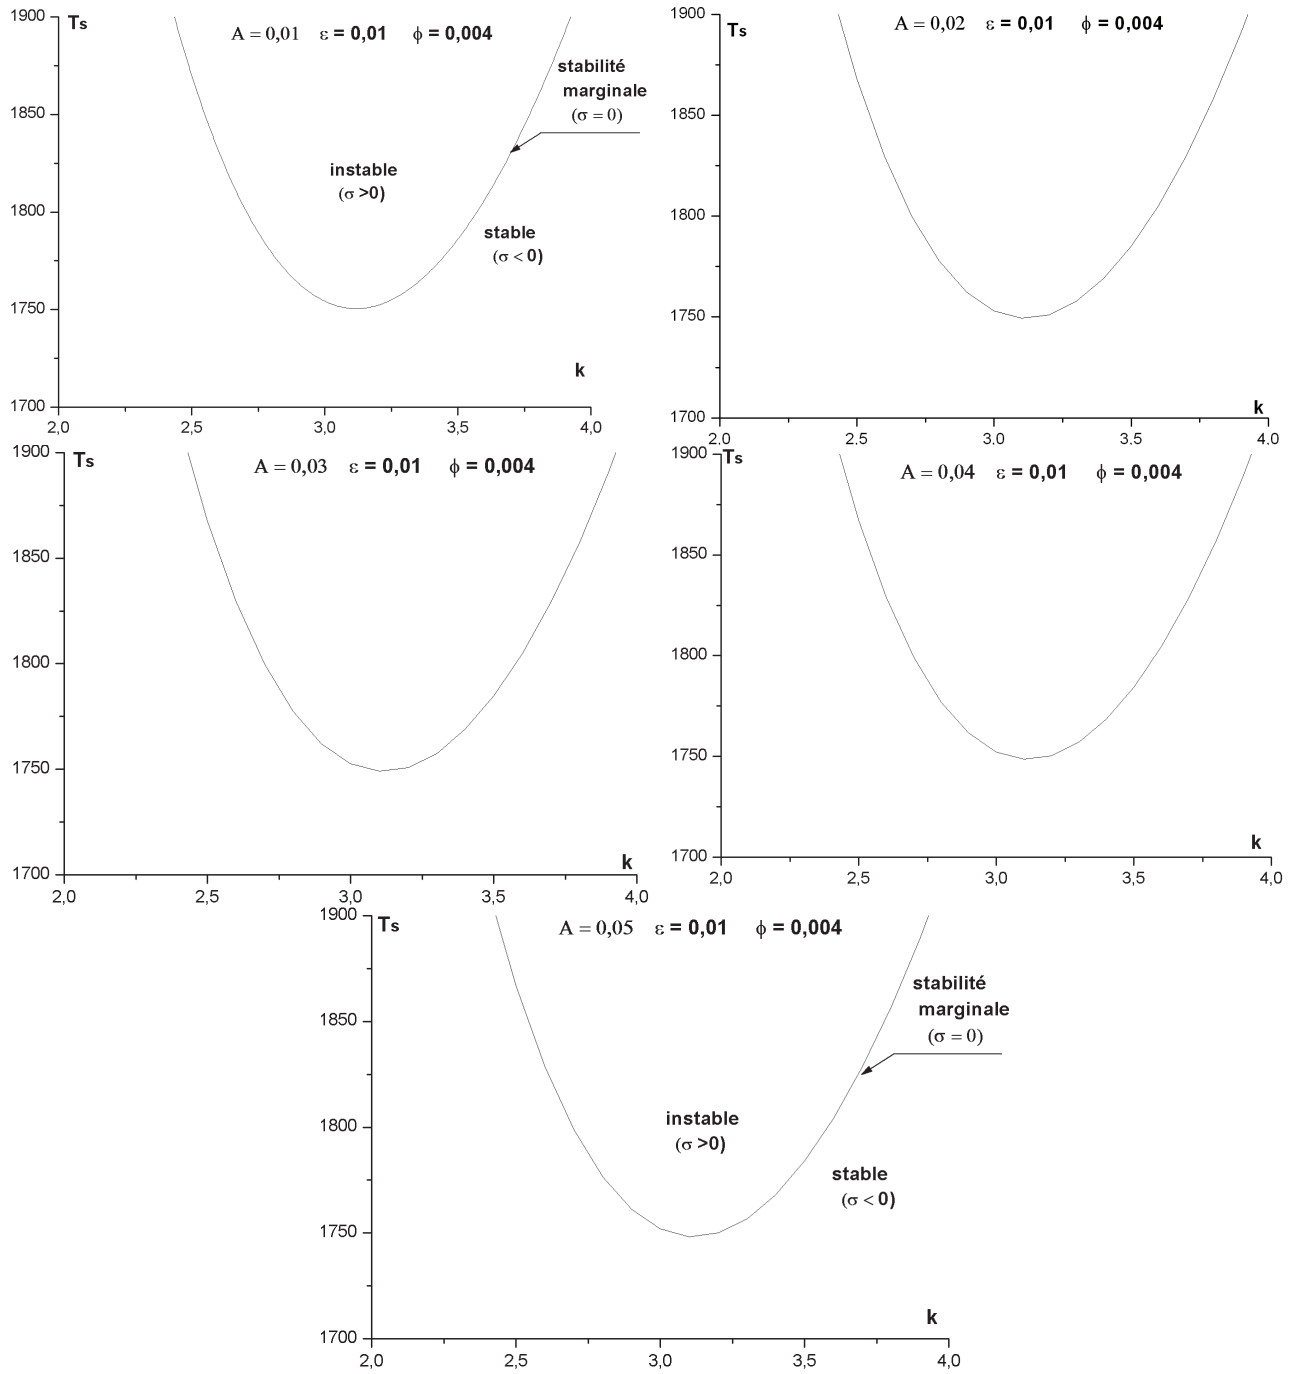 Ts
A = 0,01 ε = 0,01 ϕ = 0,004
1900
1850
1800
1750
1700
stabilité
marginale
(σ = 0)
instable
(σ >0)
stable
(σ < 0)
k
2,0 2,5 3,0 3,5 4,0
Ts
A = 0,02 ε = 0,01 ϕ = 0,004
1900
1850
1800
1750
1700
k
2,0 2,5 3,0 3,5 4,0
Ts
A = 0,03 ε = 0,01 ϕ = 0,004
1900
1850
1800
1750
1700
k
2,0 2,5 3,0 3,5 4,0
Ts
A = 0,04 ε = 0,01 ϕ = 0,004
1900
1850
1800
1750
1700
k
2,0 2,5 3,0 3,5 4,0
Ts
A = 0,05 ε = 0,01 ϕ = 0,004
1900
1850
1800
1750
1700
stabilité
marginale
(σ = 0)
instable
(σ >0)
stable
(σ < 0)
k
2,0 2,5 3,0 3,5 4,0